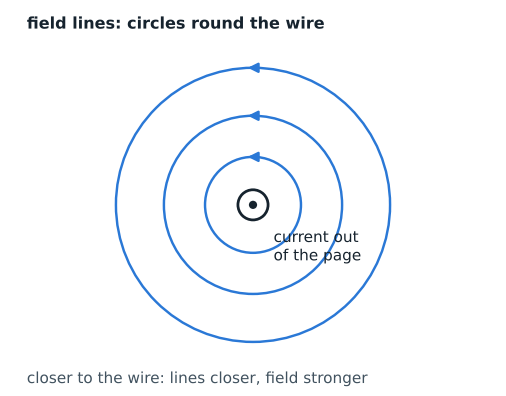 field lines: circles round the wire
current out
of the page
closer to the wire: lines closer, field stronger